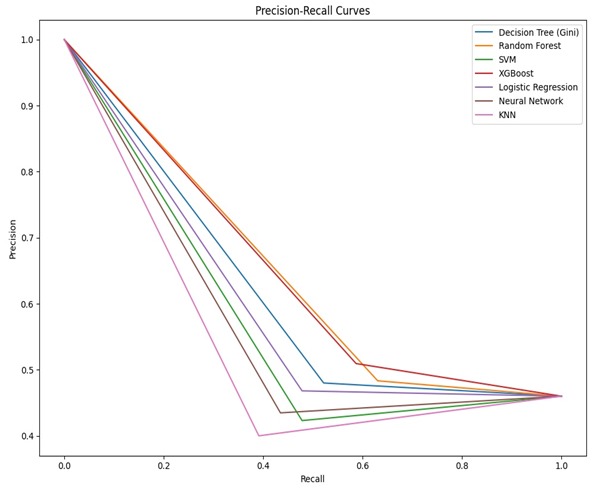 Precision-Recall Curves
Decision Tree (Gini)
Random Forest
SVM
XGBoost
Logistic Regression
Neural Network
KNN
Precision
1.0
0.9
0.8
0.7
0.6
0.5
0.4
0.0 0.2 0.4 0.6 0.8 1.0
Recall